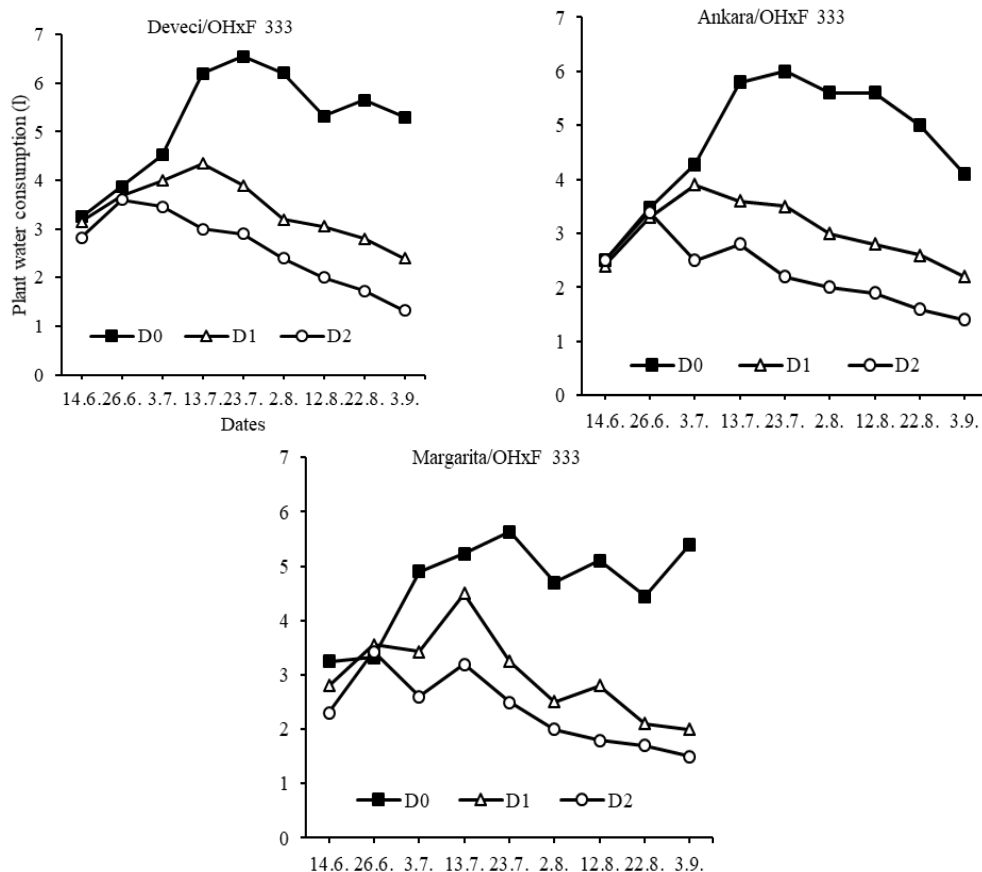 Deveci/OHxF 333
Plant water consumption (l)
7
6
5
4
3
2
1
0
D0 D1 D2
14.6. 26.6. 3.7. 13.7. 23.7. 2.8. 12.8. 22.8. 3.9.
Dates
Ankara/OHxF 333
7
6
5
4
3
2
1
0
D0 D1 D2
14.6. 26.6. 3.7. 13.7. 23.7. 2.8. 12.8. 22.8. 3.9.
Margarita/OHxF 333
7
6
5
4
3
2
1
0
D0 D1 D2
14.6. 26.6. 3.7. 13.7. 23.7. 2.8. 12.8. 22.8. 3.9.